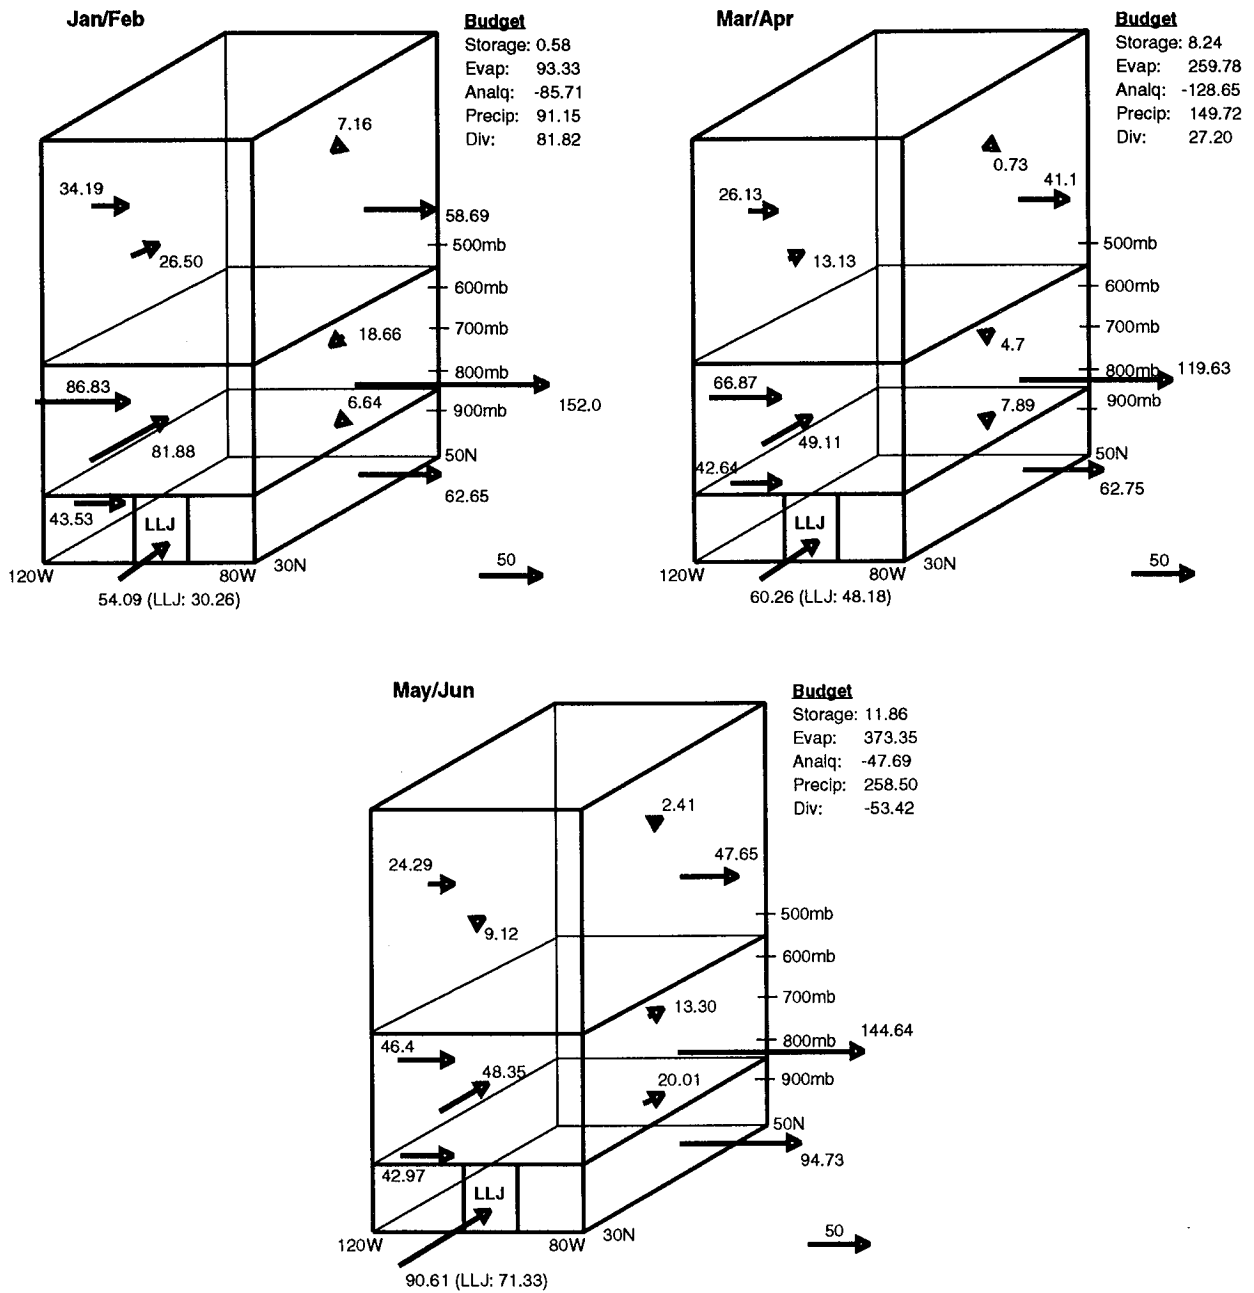 Jan/Feb
Budget
Storage: 0.58
Evap: 93.33
Analq: -85.71
Precip: 91.15
Div: 81.82
7.16
34.19
58.69
26.50
500mb
600mb
18.66
700mb
86.83
800mb
152.0
6.64
900mb
81.88
50N
62.65
43.53
LLJ
50
120W
80W
30N
54.09 (LLJ: 30.26)
Mar/Apr
Budget
Storage: 8.24
Evap: 259.78
Analq: -128.65
Precip: 149.72
Div: 27.20
0.73
41.1
26.13
13.13
500mb
600mb
700mb
4.7
66.87
800mb
119.63
7.89
900mb
49.11
42.64
50N
62.75
LLJ
50
120W
80W
30N
60.26 (LLJ: 48.18)
May/Jun
Budget
Storage: 11.86
Evap: 373.35
Analq: -47.69
Precip: 258.50
Div: -53.42
2.41
24.29
47.65
9.12
500mb
600mb
700mb
13.30
144.64
46.4
800mb
48.35
20.01
900mb
50N
94.73
42.97
LLJ
50
120W
80W
30N
90.61 (LLJ: 71.33)